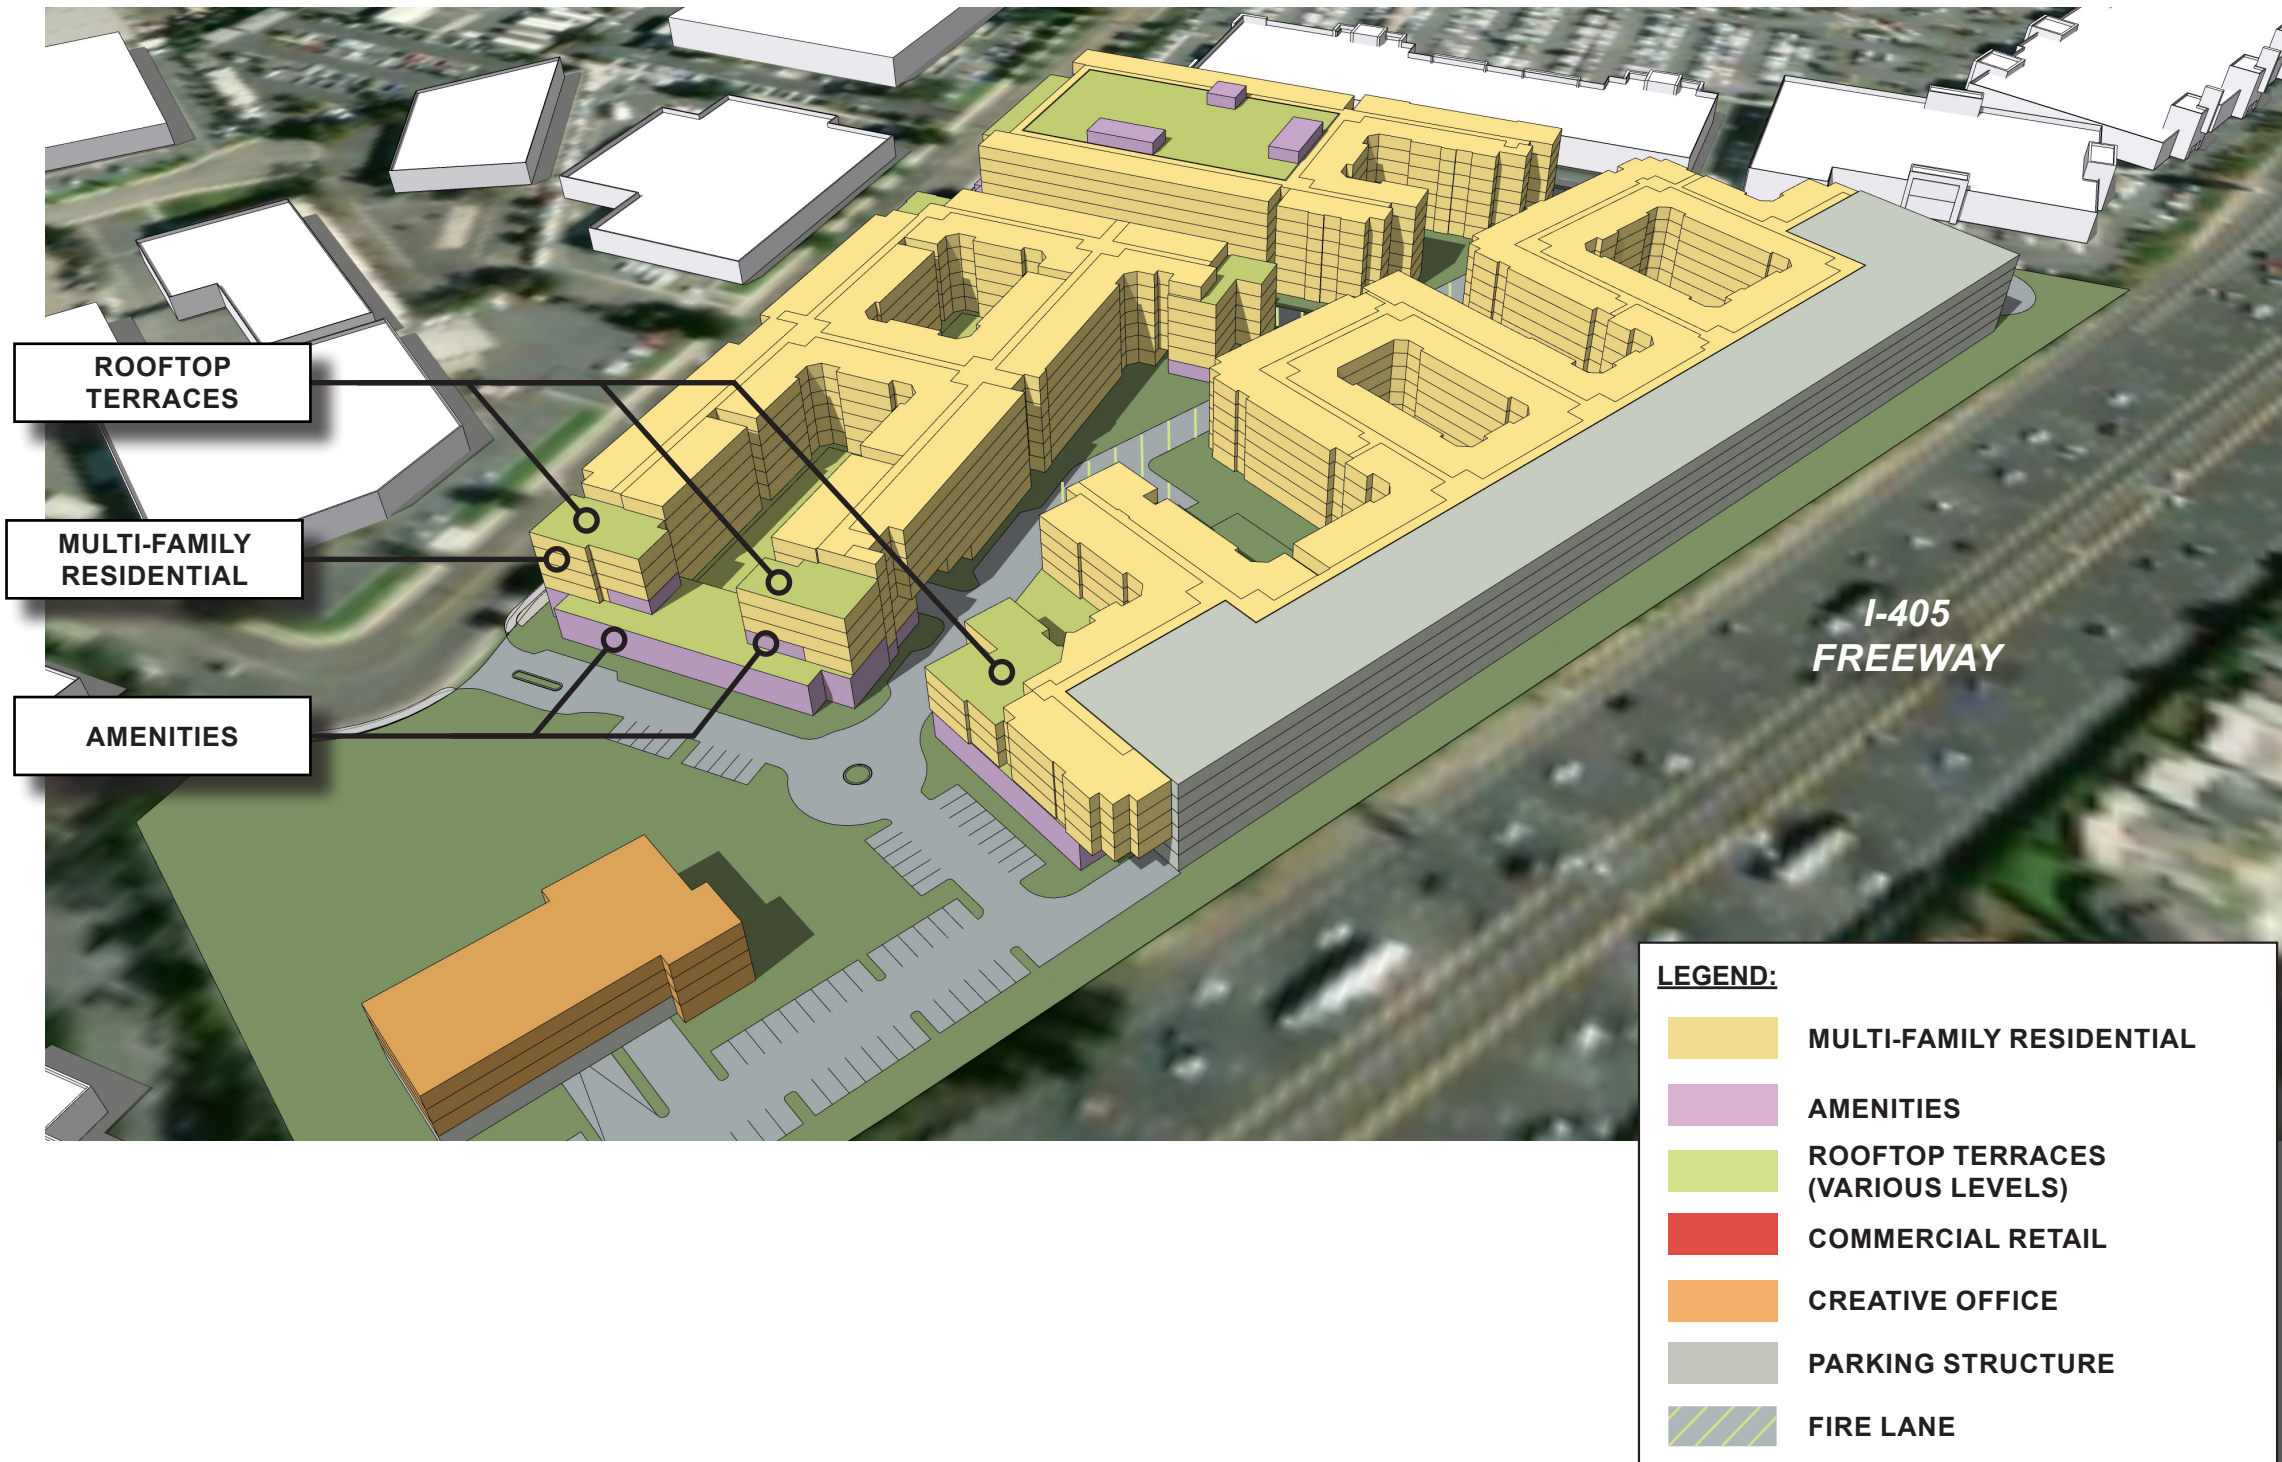 ROOFTOP
TERRACES
MULTI-FAMILY
RESIDENTIAL
AMENITIES
I-405
FREEWAY
LEGEND:
MULTI-FAMILY RESIDENTIAL
AMENITIES
ROOFTOP TERRACES
(VARIOUS LEVELS)
COMMERCIAL RETAIL
CREATIVE OFFICE
PARKING STRUCTURE
FIRE LANE